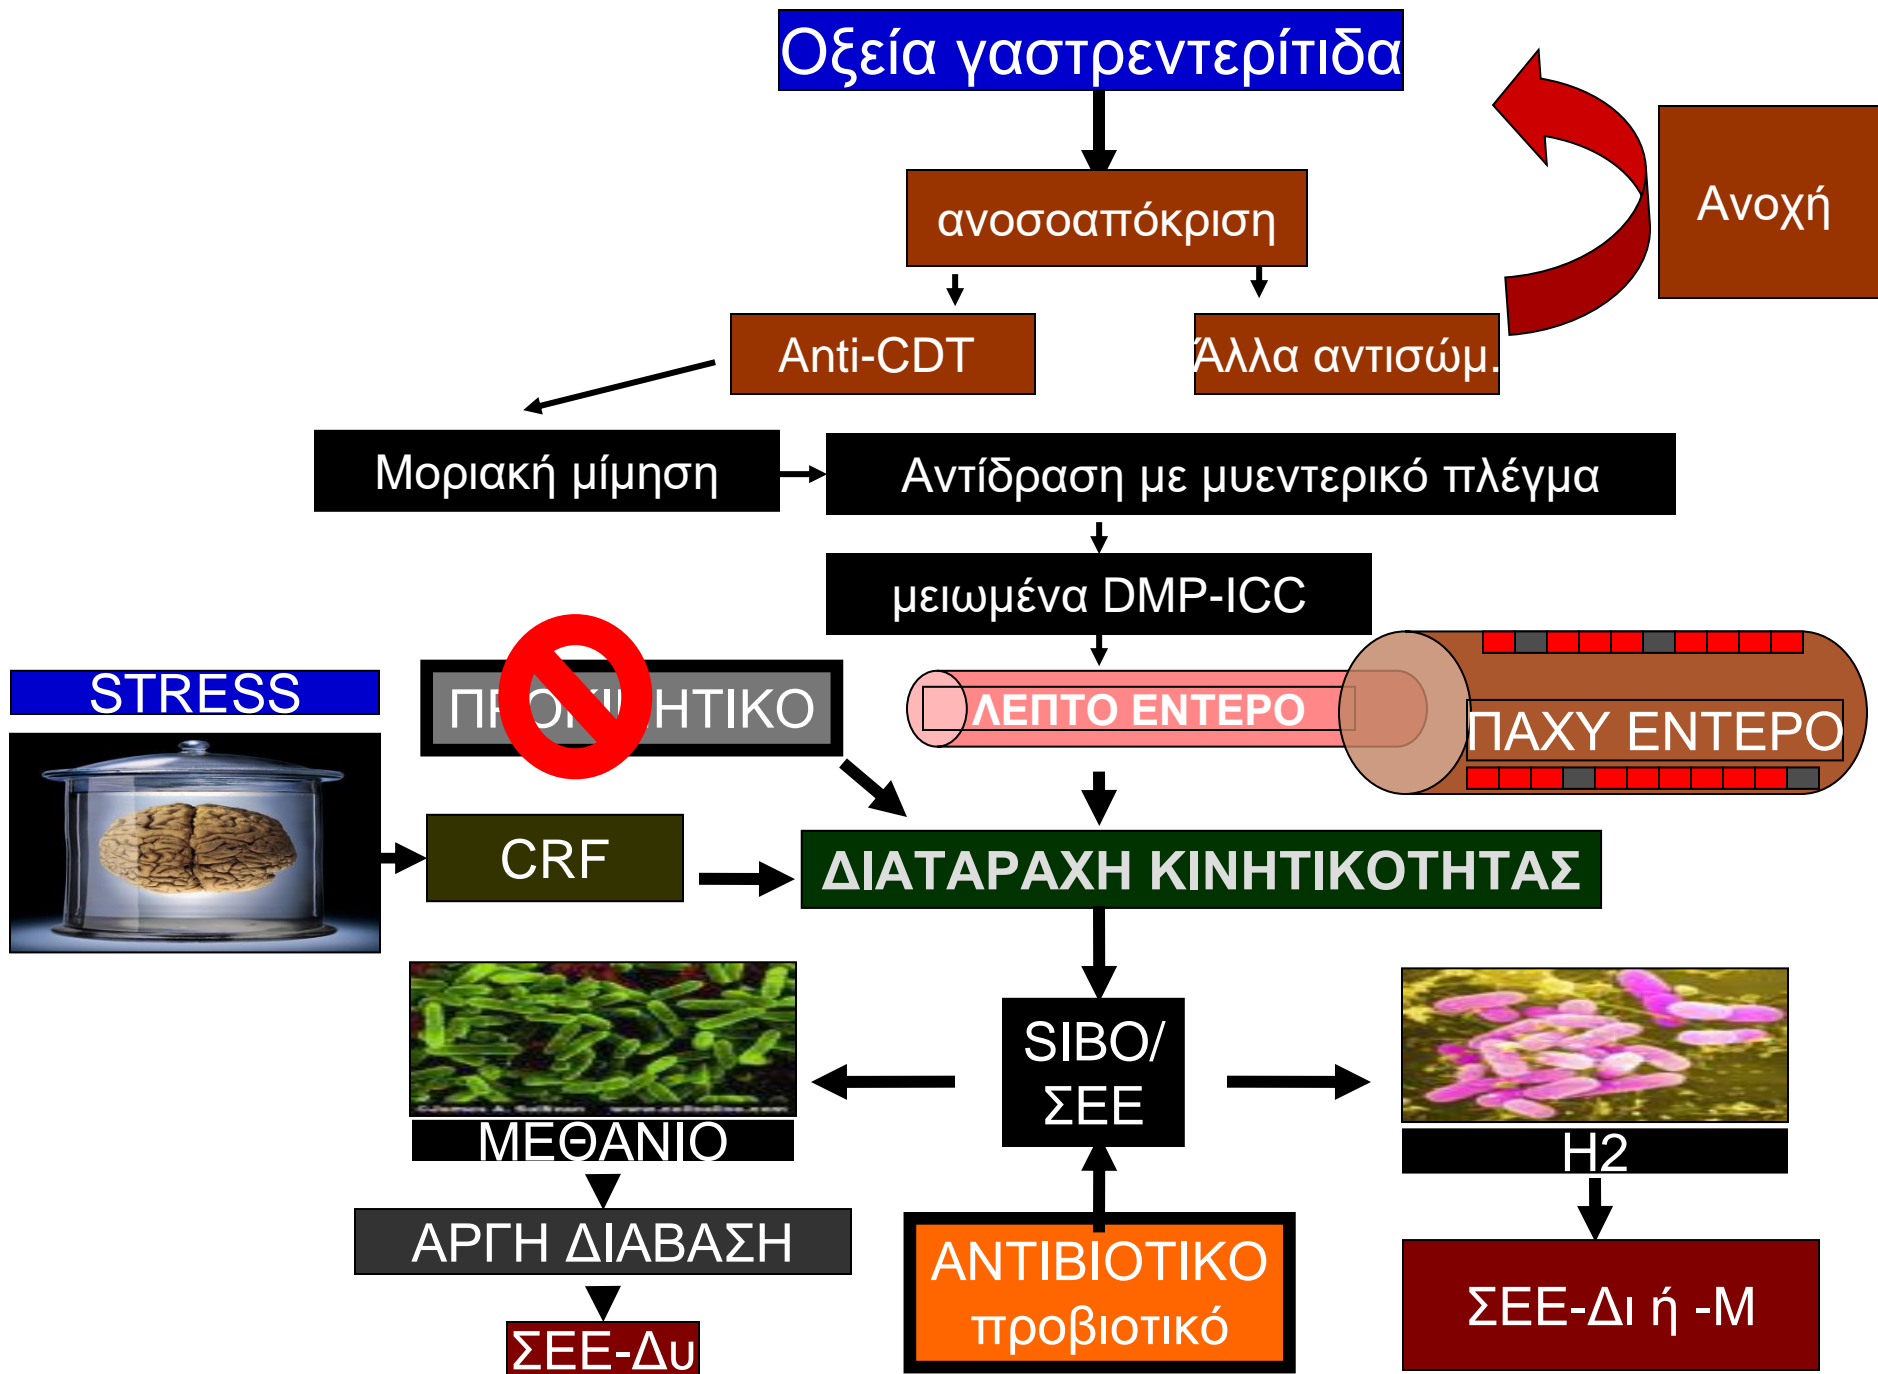 Οξεία γαστρεντερίτιδα
ανοσοαπόκριση
Ανοχή
Anti-CDT
Άλλα αντισώμ.
Μοριακή μίμηση
Αντίδραση με μυεντερικό πλέγμα
μειωμένα DMP-ICC
STRESS
ΠΡΟΚΙΝΗΤΙΚΟ
ΛΕΠΤΟ ΕΝΤΕΡΟ
ΠΑΧΥ ΕΝΤΕΡΟ
CRF
ΔΙΑΤΑΡΑΧΗ ΚΙΝΗΤΙΚΟΤΗΤΑΣ
SIBO/
ΣΕΕ
ΜΕΘΑΝΙΟ
H2
ΑΡΓΗ ΔΙΑΒΑΣΗ
ΑΝΤΙΒΙΟΤΙΚΟ
προβιοτικό
ΣΕΕ-Δι ή -Μ
ΣΕΕ-Δυ